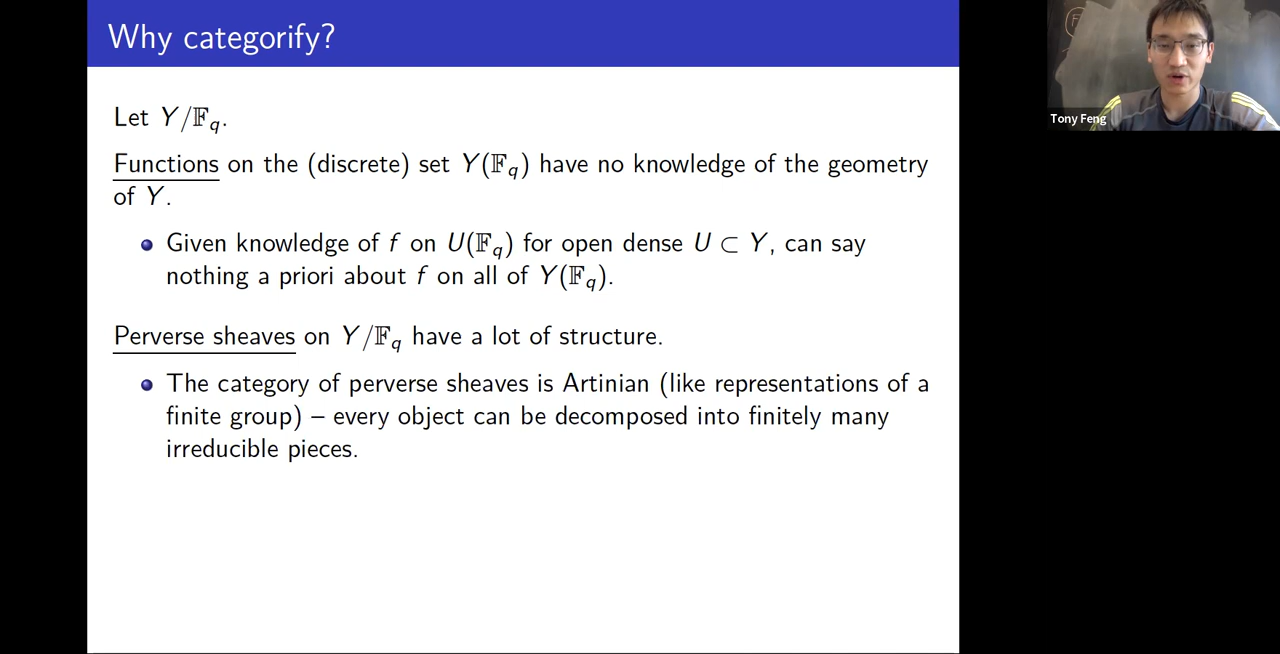 Why categorify?
Let Y/𝔽_q.
Functions on the (discrete) set Y(𝔽_q) have no knowledge of the geometry
of Y.
Given knowledge of f on U(𝔽_q) for open dense U ⊂ Y, can say
nothing a priori about f on all of Y(𝔽_q).
Perverse sheaves on Y/𝔽_q have a lot of structure.
The category of perverse sheaves is Artinian (like representations of a
finite group) – every object can be decomposed into finitely many
irreducible pieces.
Tony Feng